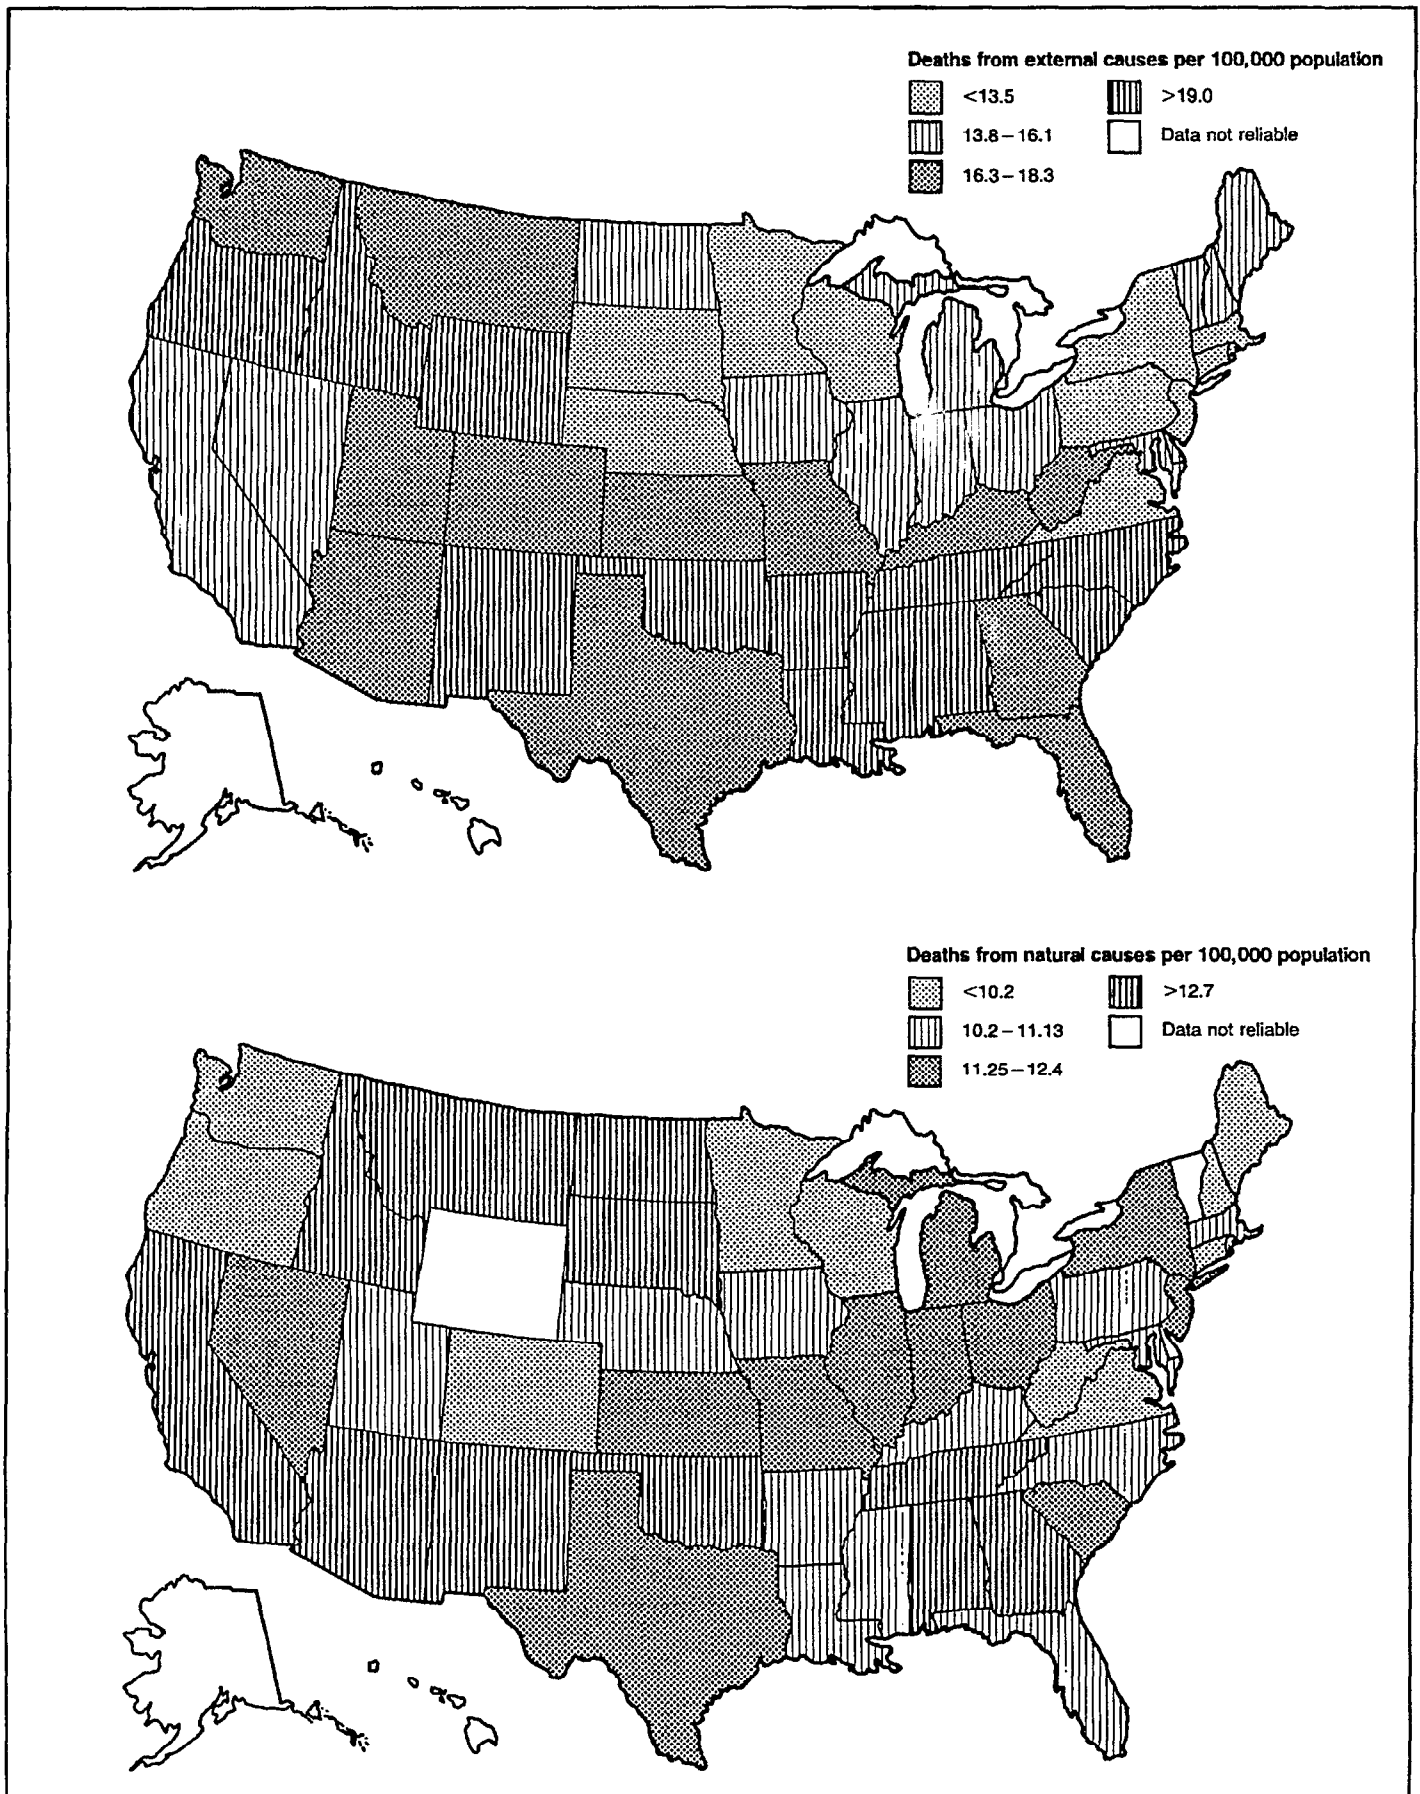 Deaths from external causes per 100,000 population
<13.5
>19.0
13.8–16.1
Data not reliable
16.3–18.3
Deaths from natural causes per 100,000 population
<10.2
>12.7
10.2–11.13
Data not reliable
11.25–12.4